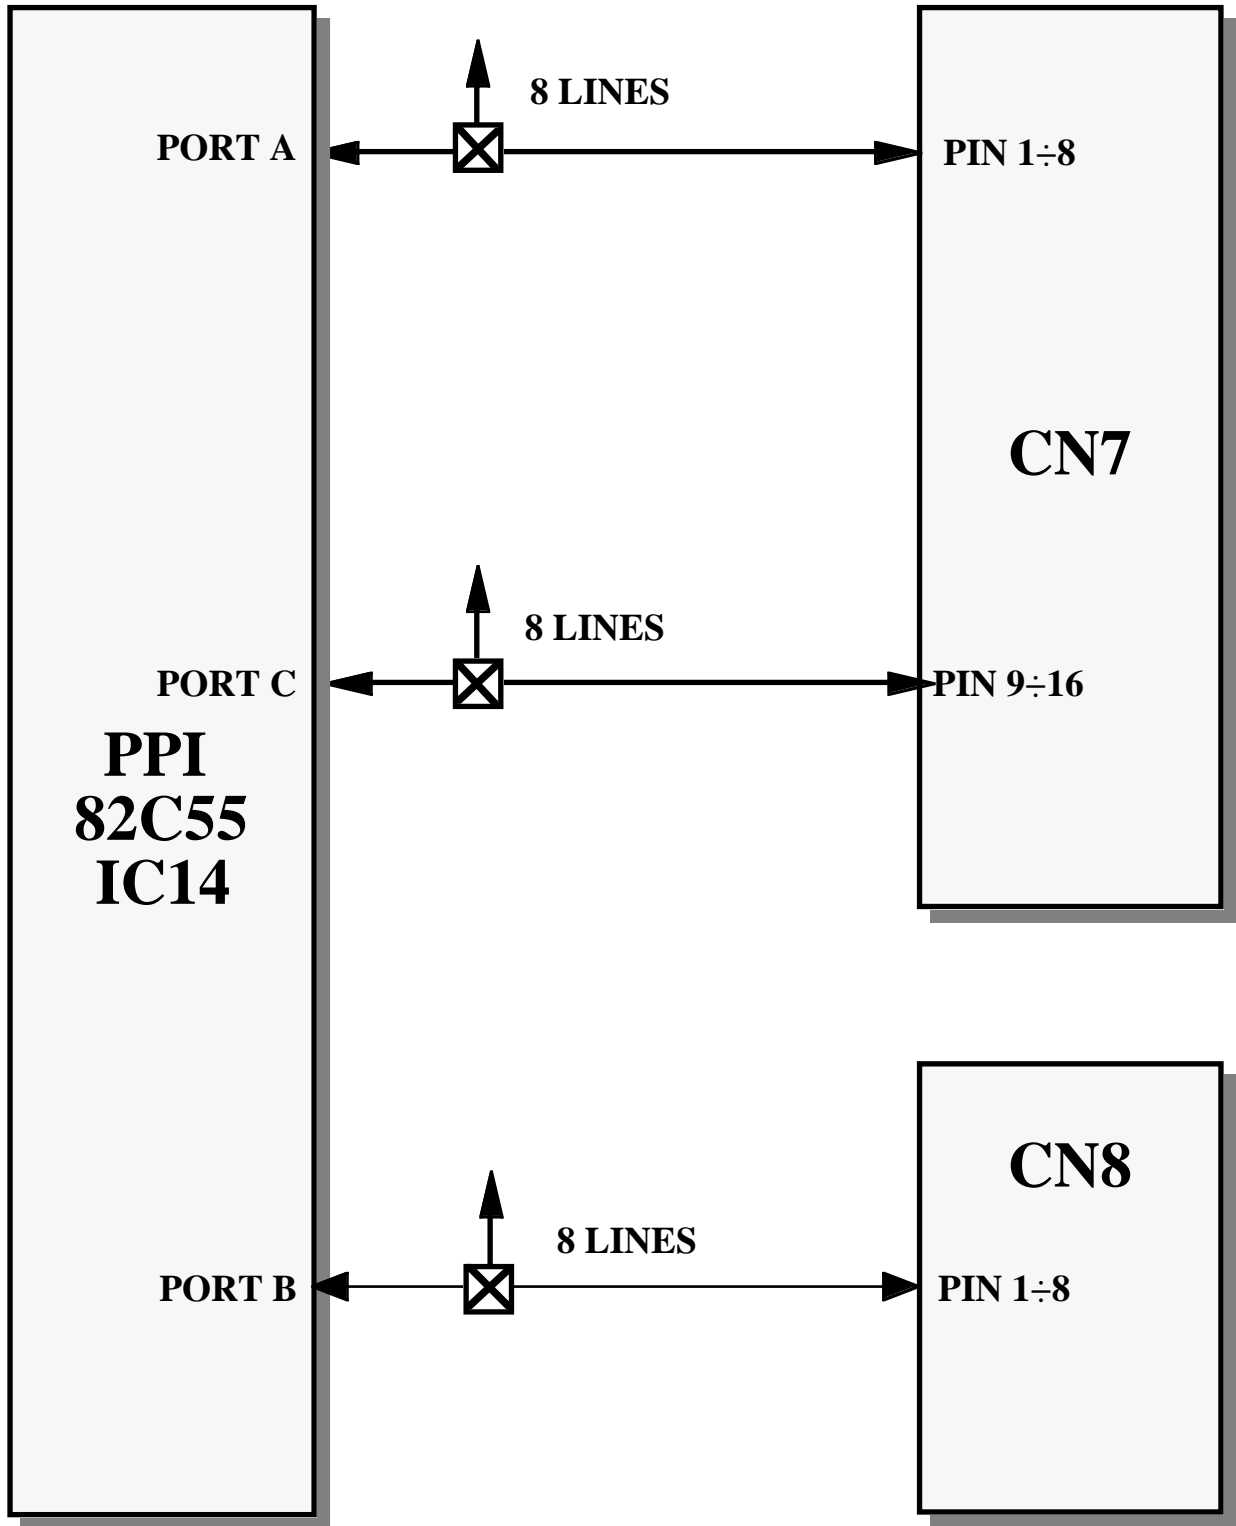 8 LINES
PORT A
PIN 1÷8
CN7
8 LINES
PORT C
PIN 9÷16
PPI
82C55
IC14
CN8
8 LINES
PORT B
PIN 1÷8